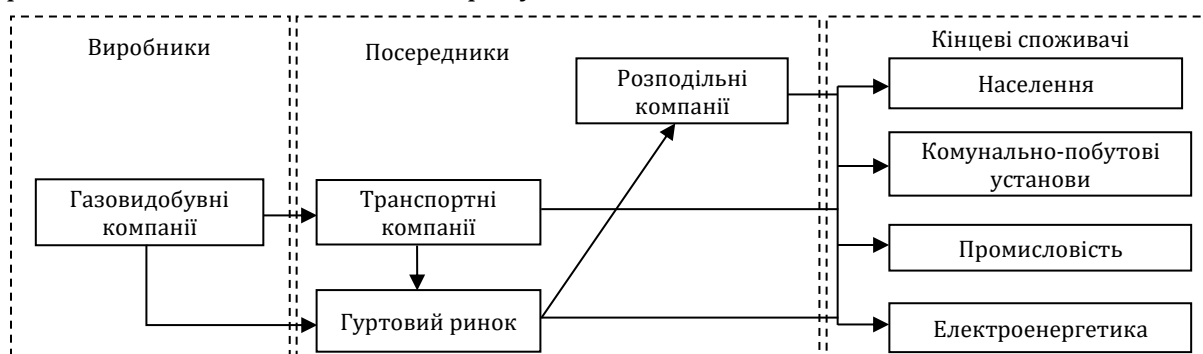 Виробники
Посередники
Кінцеві споживачі
Розподільні
компанії
Населення
Комунально-побутові
установи
Газовидобувні
компанії
Транспортні
компанії
Промисловість
Гуртовий ринок
Електроенергетика